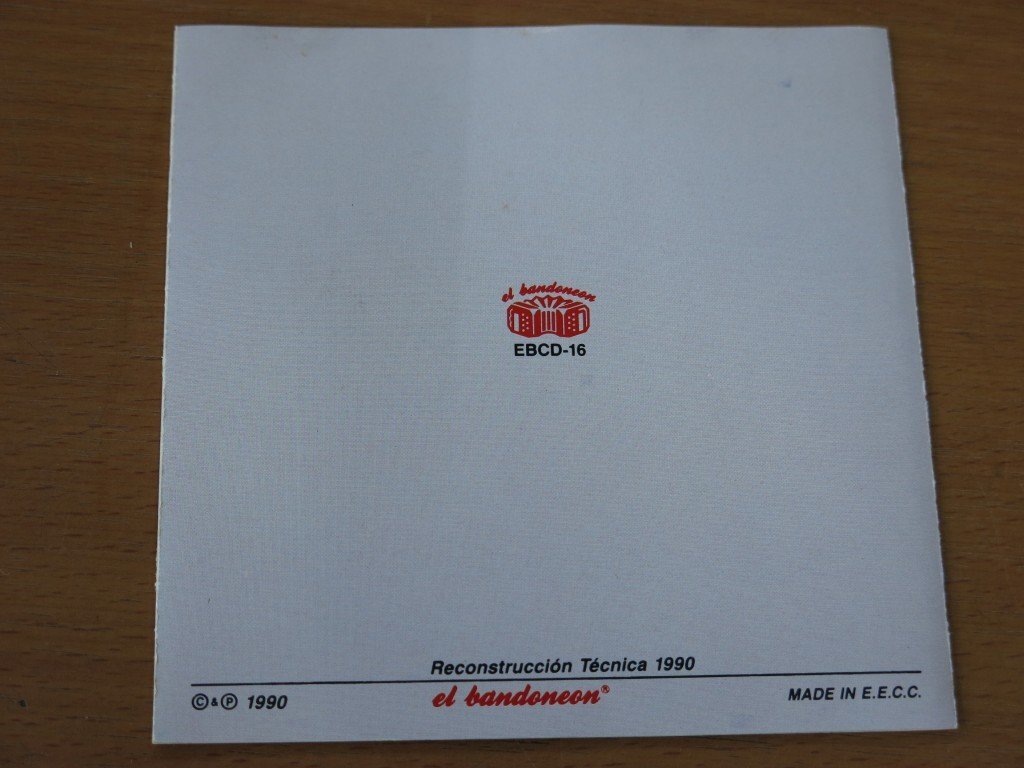 el bandoneon
EBCD-16
Reconstrucción Técnica 1990
© & ℗ 1990
el bandoneon®
MADE IN E.E.C.C.